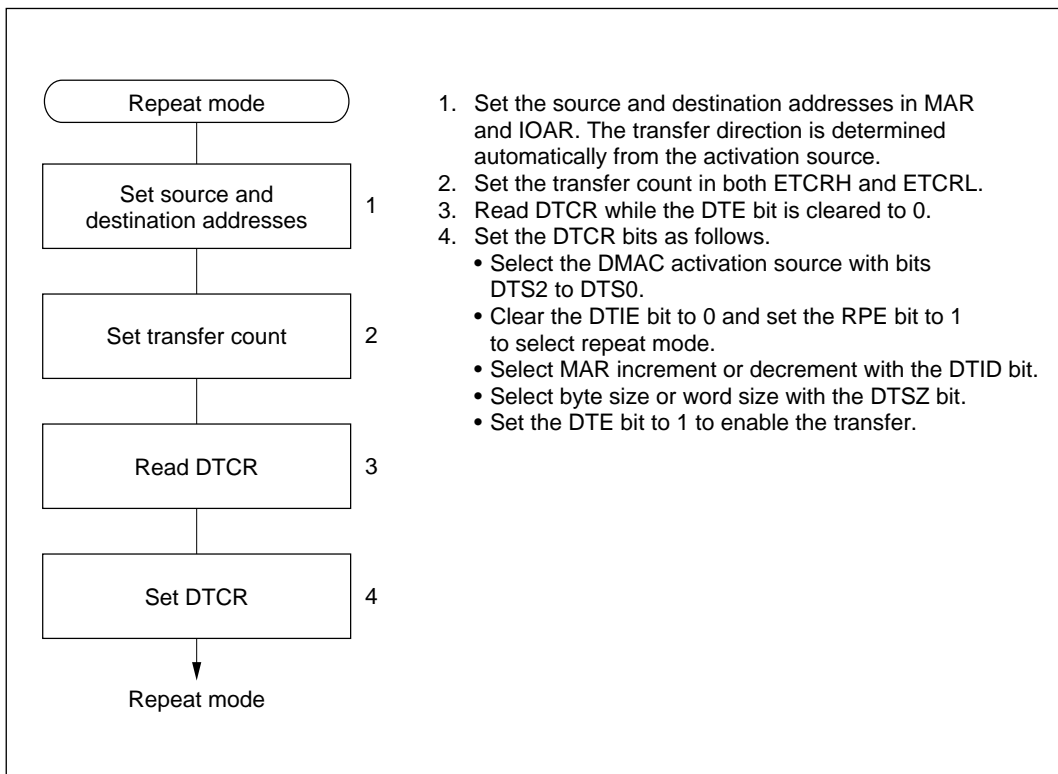 Repeat mode
Set source and
destination addresses
1
Set transfer count
2
Read DTCR
3
Set DTCR
4
Repeat mode
1. Set the source and destination addresses in MAR
and IOAR. The transfer direction is determined
automatically from the activation source.
2. Set the transfer count in both ETCRH and ETCRL.
3. Read DTCR while the DTE bit is cleared to 0.
4. Set the DTCR bits as follows.
• Select the DMAC activation source with bits
DTS2 to DTS0.
• Clear the DTIE bit to 0 and set the RPE bit to 1
to select repeat mode.
• Select MAR increment or decrement with the DTID bit.
• Select byte size or word size with the DTSZ bit.
• Set the DTE bit to 1 to enable the transfer.